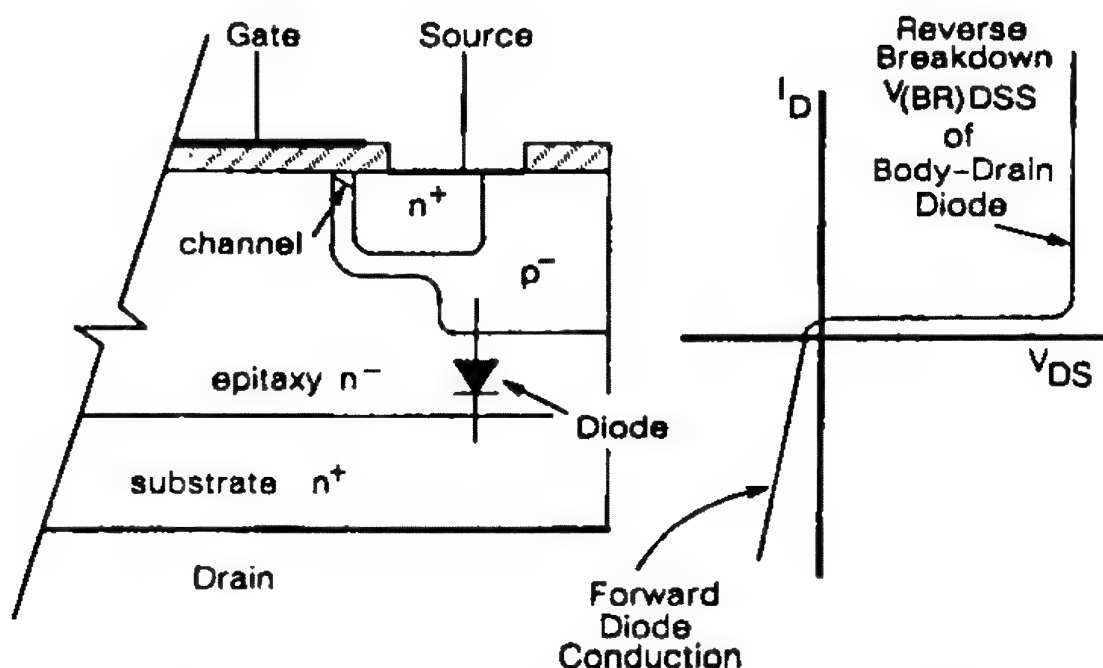 Gate
Source
n+
channel
p−
epitaxy n−
Diode
substrate n+
Drain
Reverse
Breakdown
V(BR)DSS
of
Body-Drain
Diode
ID
VDS
Forward
Diode
Conduction